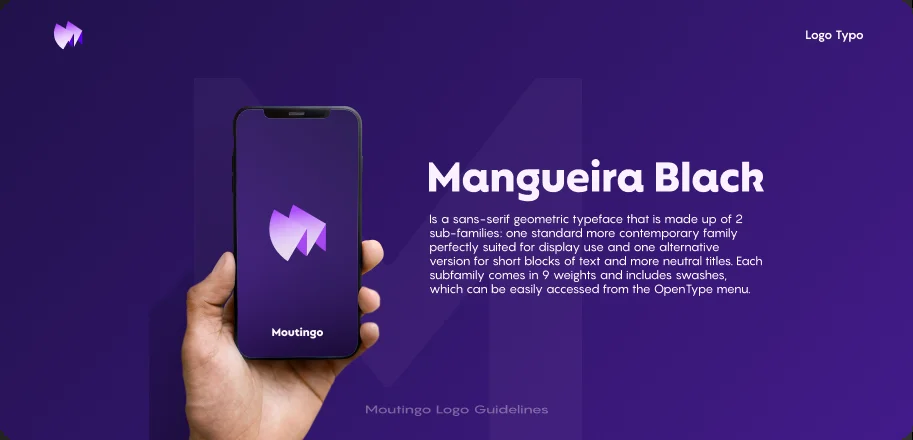 Logo Typo
Mangueira Black
Is a sans-serif geometric typeface that is made up of 2
sub-families: one standard more contemporary family
perfectly suited for display use and one alternative
version for short blocks of text and more neutral titles. Each
subfamily comes in 9 weights and includes swashes,
which can be easily accessed from the OpenType menu.
Moutingo
Moutingo Logo Guidelines